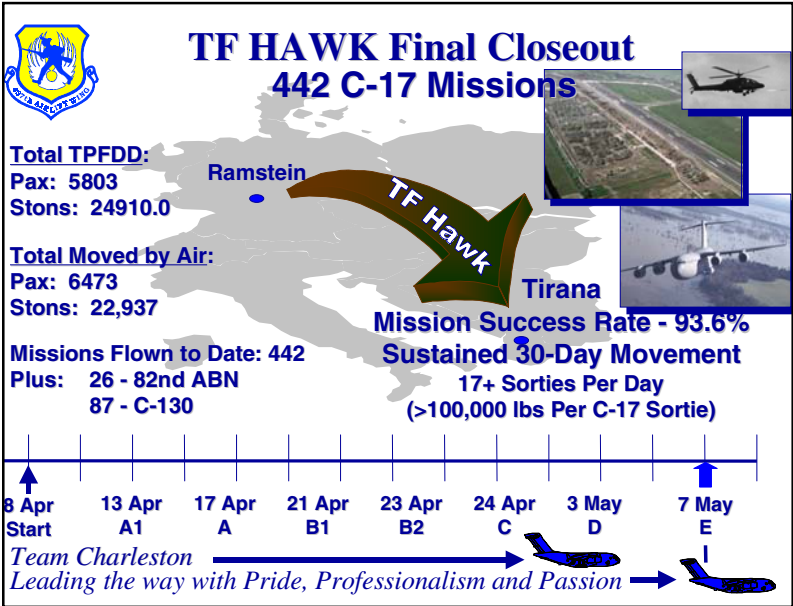 TF HAWK Final Closeout
442 C-17 Missions
437th AIRLIFT WING
Total TPFDD:
Pax: 5803
Stons: 24910.0
Ramstein
TF Hawk
Total Moved by Air:
Pax: 6473
Stons: 22,937
Tirana
Mission Success Rate - 93.6%
Sustained 30-Day Movement
17+ Sorties Per Day
(>100,000 lbs Per C-17 Sortie)
Missions Flown to Date: 442
Plus: 26 - 82nd ABN
87 - C-130
8 Apr 13 Apr 17 Apr 21 Apr 23 Apr 24 Apr 3 May 7 May
Start A1 A B1 B2 C D E
Team Charleston
Leading the way with Pride, Professionalism and Passion